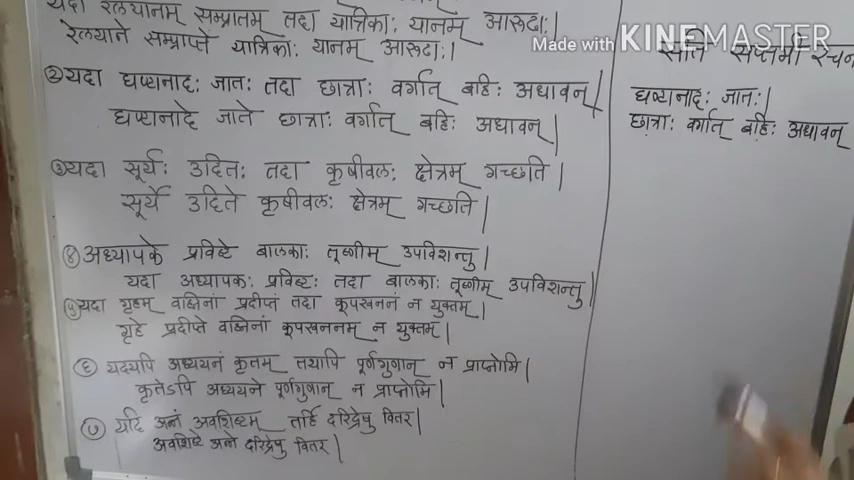 यदा रेलयानम् सम्प्राप्तम् तदा यात्रिकाः यानम् आरूढाः।
रेलयाने सम्प्राप्ते यात्रिकाः यानम् आरूढाः।
② यदा घण्टानादः जातः तदा छात्राः वर्गात् बहिः अधावन्।
घण्टानादे जाते छात्राः वर्गात् बहिः अधावन्।
③ यदा सूर्यः उदितः तदा कृषीवलः क्षेत्रम् गच्छति।
सूर्ये उदिते कृषीवलः क्षेत्रम् गच्छति।
④ अध्यापके प्रविष्टे बालकाः तूष्णीम् उपविशन्तु।
यदा अध्यापकः प्रविष्टः तदा बालकाः तूष्णीम् उपविशन्तु।
⑤ यदा गृहम् वह्निनां प्रदीप्तं तदा कूपखननं न युक्तम्।
गृहे प्रदीप्ते वह्निनां कूपखननम् न युक्तम्।
⑥ यद्यपि अध्ययनं कृतम् तथापि पूर्णगुणान् न प्राप्तोमि।
कृतेऽपि अध्ययने पूर्णगुणान् न प्राप्तोमि।
⑦ यदि अन्नं अवशिष्टम् तर्हि दरिद्रेषु वितर।
अवशिष्टे अन्ने दरिद्रेषु वितर।
Made with KINEMASTER
सति सप्तमी रचन
घण्टानादः जातः।
छात्राः वर्गात् बहिः अधावन्